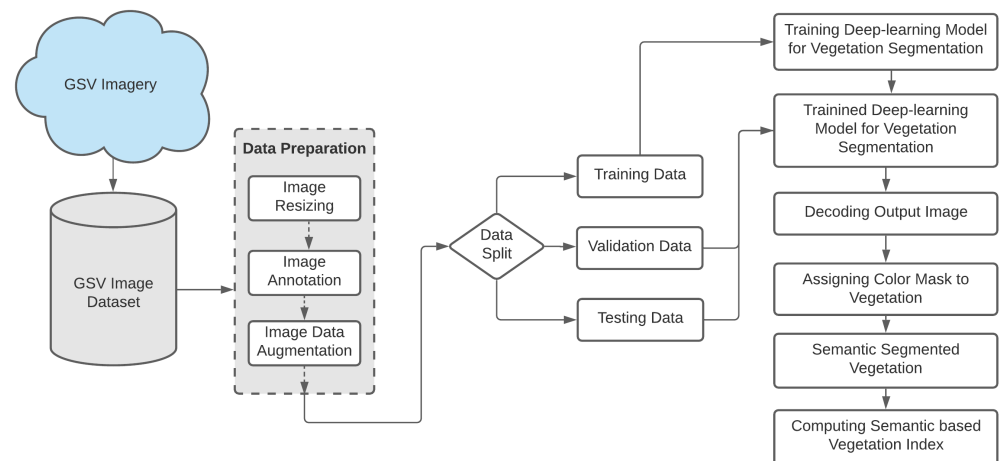 GSV Imagery
GSV Image
Dataset
Data Preparation
Image
Resizing
Image
Annotation
Image Data
Augmentation
Data
Split
Training Data
Validation Data
Testing Data
Training Deep-learning Model
for Vegetation Segmentation
Trainined Deep-learning
Model for Vegetation
Segmentation
Decoding Output Image
Assigning Color Mask to
Vegetation
Semantic Segmented
Vegetation
Computing Semantic based
Vegetation Index